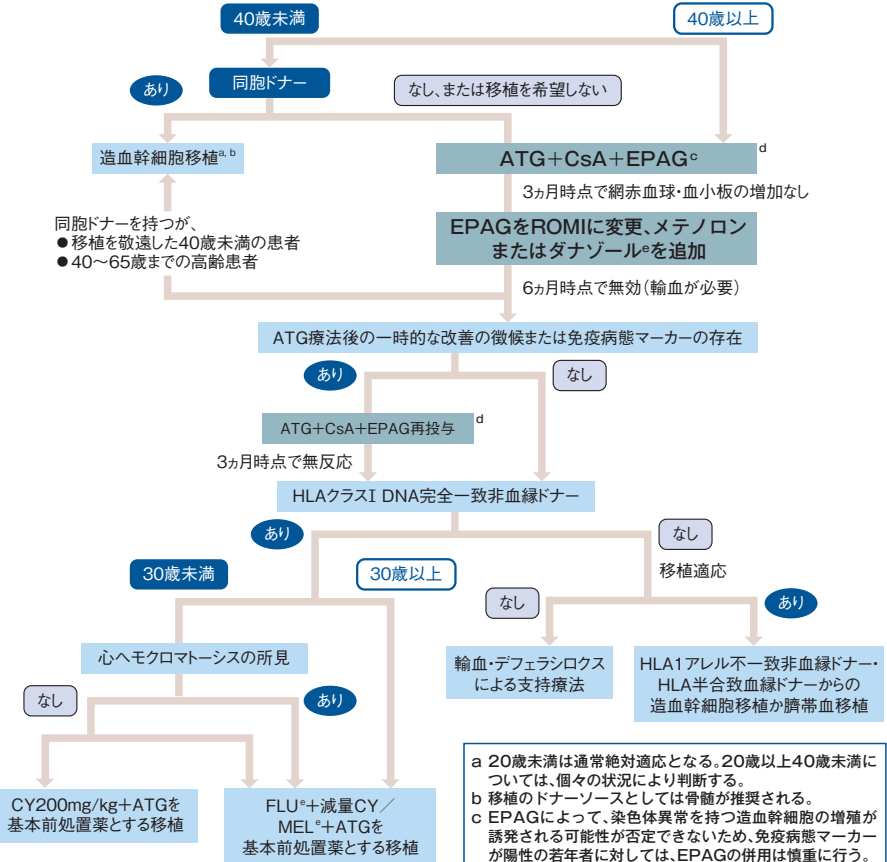 40歳未満
40歳以上
同胞ドナー
あり
なし、または移植を希望しない
造血幹細胞移植a, b
ATG+CsA+EPAGc
d
3ヵ月時点で網赤血球・血小板の増加なし
同胞ドナーを持つが、
●移植を敬遠した40歳未満の患者
●40〜65歳までの高齢患者
EPAGをROMIに変更、メテノロン
またはダナゾールeを追加
6ヵ月時点で無効(輸血が必要)
ATG療法後の一時的な改善の徴候または免疫病態マーカーの存在
あり
なし
ATG+CsA+EPAG再投与
d
3ヵ月時点で無反応
HLAクラスI DNA完全一致非血縁ドナー
あり
なし
30歳未満
30歳以上
移植適応
なし
あり
心ヘモクロマトーシスの所見
輸血・デフェラシロクス
による支持療法
HLA1アレル不一致非血縁ドナー・
HLA半合致血縁ドナーからの
造血幹細胞移植か臍帯血移植
なし
あり
CY200mg/kg+ATGを
基本前処置薬とする移植
FLUe+減量CY/
MELe+ATGを
基本前処置薬とする移植
a 20歳未満は通常絶対適応となる。20歳以上40歳未満に
ついては、個々の状況により判断する。
b 移植のドナーソースとしては骨髄が推奨される。
c EPAGによって、染色体異常を持つ造血幹細胞の増殖が
誘発される可能性が否定できないため、免疫病態マーカー
が陽性の若年者に対しては、EPAGの併用は慎重に行う。